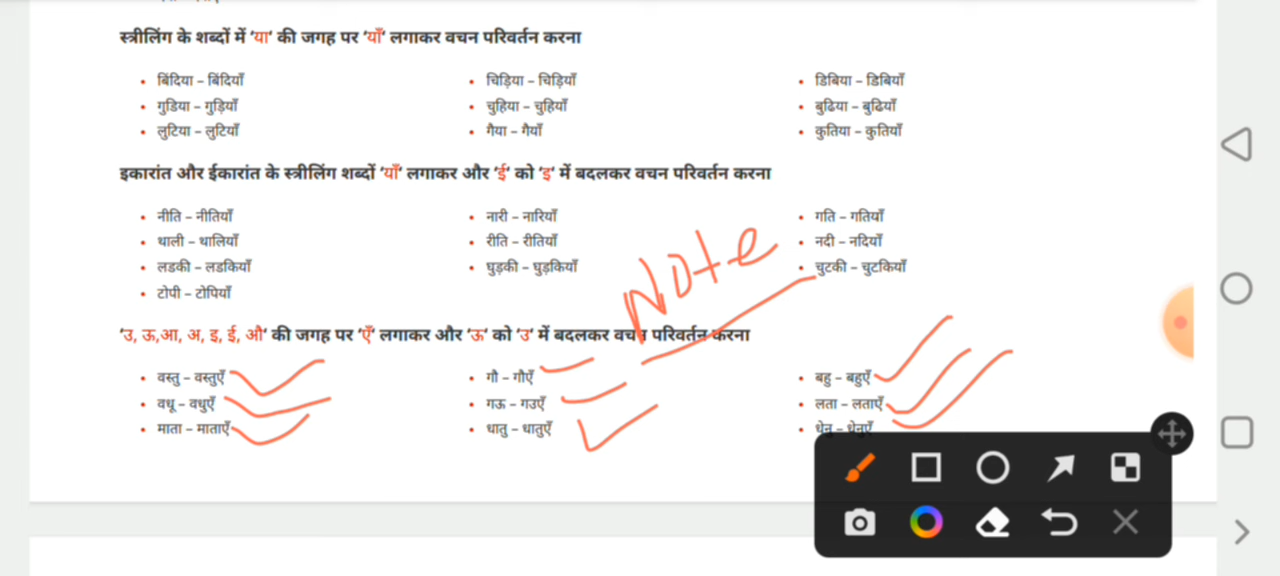 स्त्रीलिंग के शब्दों में 'या' की जगह पर 'याँ' लगाकर वचन परिवर्तन करना
• बिंदिया – बिंदियाँ • चिड़िया – चिड़ियाँ • डिबिया – डिबियाँ
• गुडिया – गुड़ियाँ • चुहिया – चुहियाँ • बुढिया – बुढियाँ
• लुटिया – लुटियाँ • गैया – गैयाँ • कुतिया – कुतियाँ
इकारांत और ईकारांत के स्त्रीलिंग शब्दों 'याँ' लगाकर और 'ई' को 'इ' में बदलकर वचन परिवर्तन करना
• नीति – नीतियाँ • नारी – नारियाँ • गति – गतियाँ
• थाली – थालियाँ • रीति – रीतियाँ • नदी – नदियाँ
• लडकी – लडकियाँ • घुड़की – घुड़कियाँ • चुटकी – चुटकियाँ
• टोपी – टोपियाँ
Note
'उ, ऊ,आ, अ, इ, ई, औ' की जगह पर 'एँ' लगाकर और 'ऊ' को 'उ' में बदलकर वचन परिवर्तन करना
• वस्तु – वस्तुएँ • गौ – गौएँ • बहु – बहुएँ
• वधू – वधुएँ • गऊ – गउएँ • लता – लताएँ
• माता – माताएँ • धातु – धातुएँ • धेनु – धेनुएँ